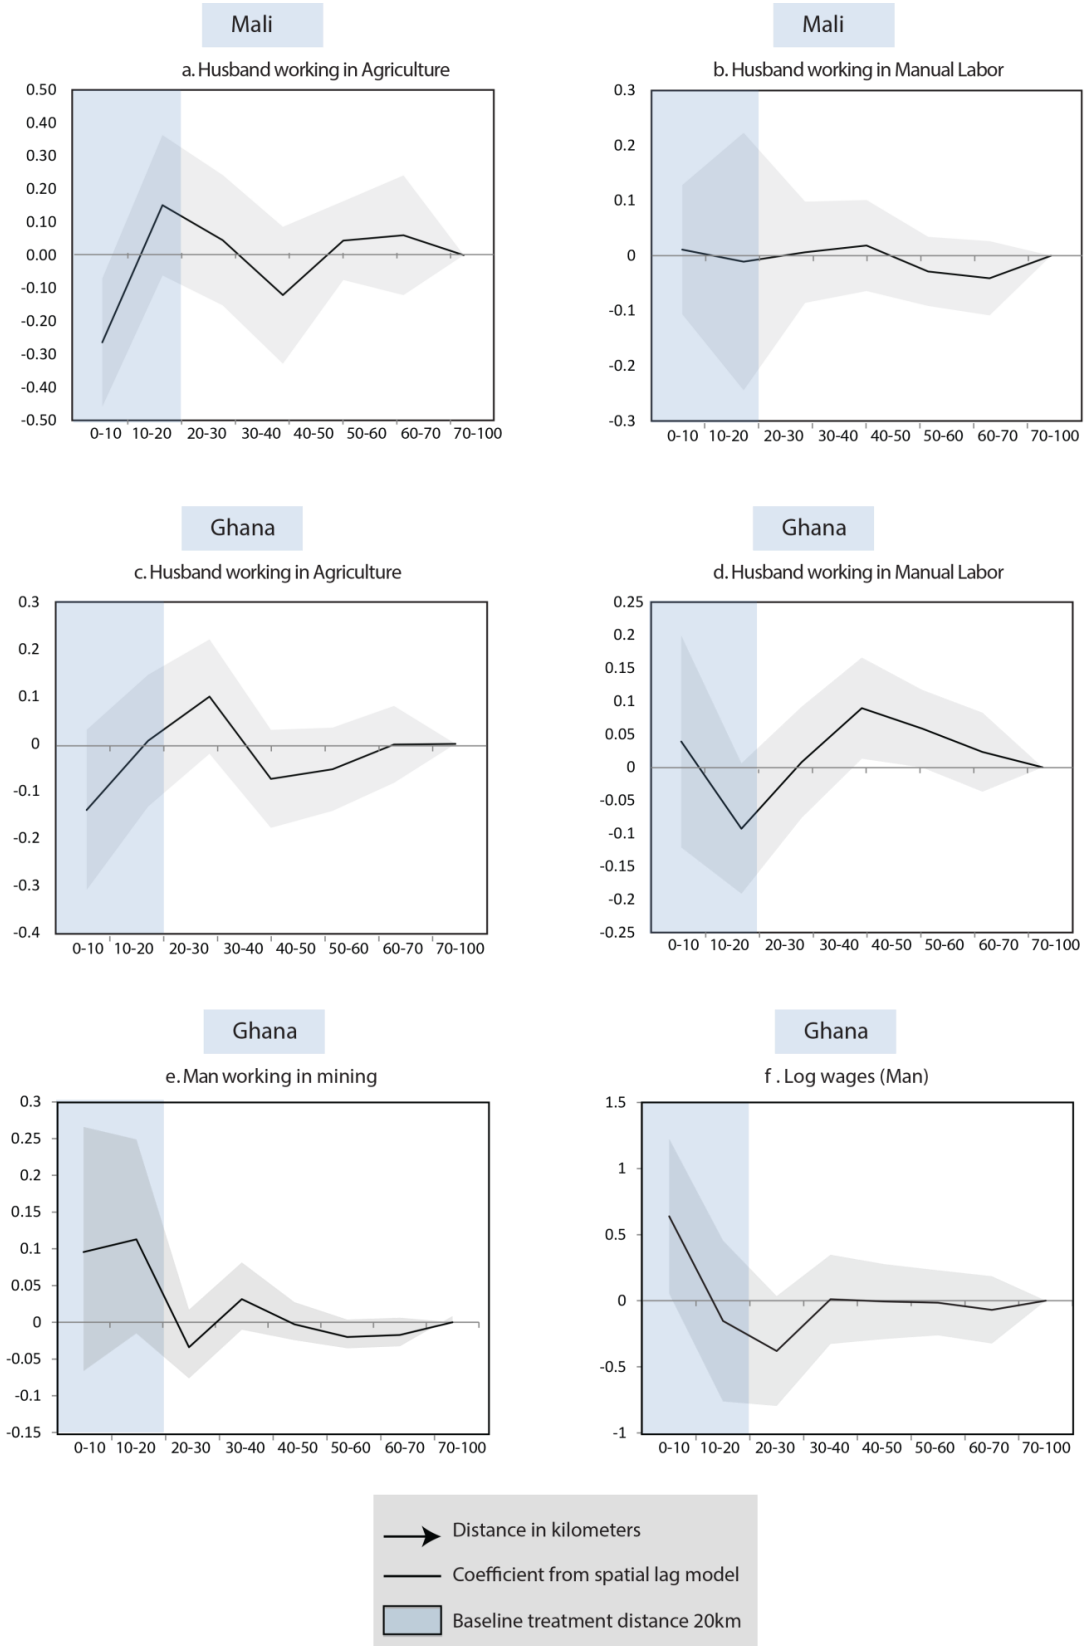 Mali
a. Husband working in Agriculture
0.50
0.40
0.30
0.20
0.10
0.00
-0.10
-0.20
-0.30
-0.40
-0.50
0-10 10-20 20-30 30-40 40-50 50-60 60-70 70-100
Mali
b. Husband working in Manual Labor
0.3
0.2
0.1
0
-0.1
-0.2
-0.3
0-10 10-20 20-30 30-40 40-50 50-60 60-70 70-100
Ghana
c. Husband working in Agriculture
0.3
0.2
0.1
0
-0.1
-0.2
-0.3
-0.4
0-10 10-20 20-30 30-40 40-50 50-60 60-70 70-100
Ghana
d. Husband working in Manual Labor
0.25
0.2
0.15
0.1
0.05
0
-0.05
-0.1
-0.15
-0.2
-0.25
0-10 10-20 20-30 30-40 40-50 50-60 60-70 70-100
Ghana
e. Man working in mining
0.3
0.25
0.2
0.15
0.1
0.05
0
-0.05
-0.1
-0.15
0-10 10-20 20-30 30-40 40-50 50-60 60-70 70-100
Ghana
f . Log wages (Man)
1.5
1
0.5
0
-0.5
-1
0-10 10-20 20-30 30-40 40-50 50-60 60-70 70-100
Distance in kilometers
Coefficient from spatial lag model
Baseline treatment distance 20km